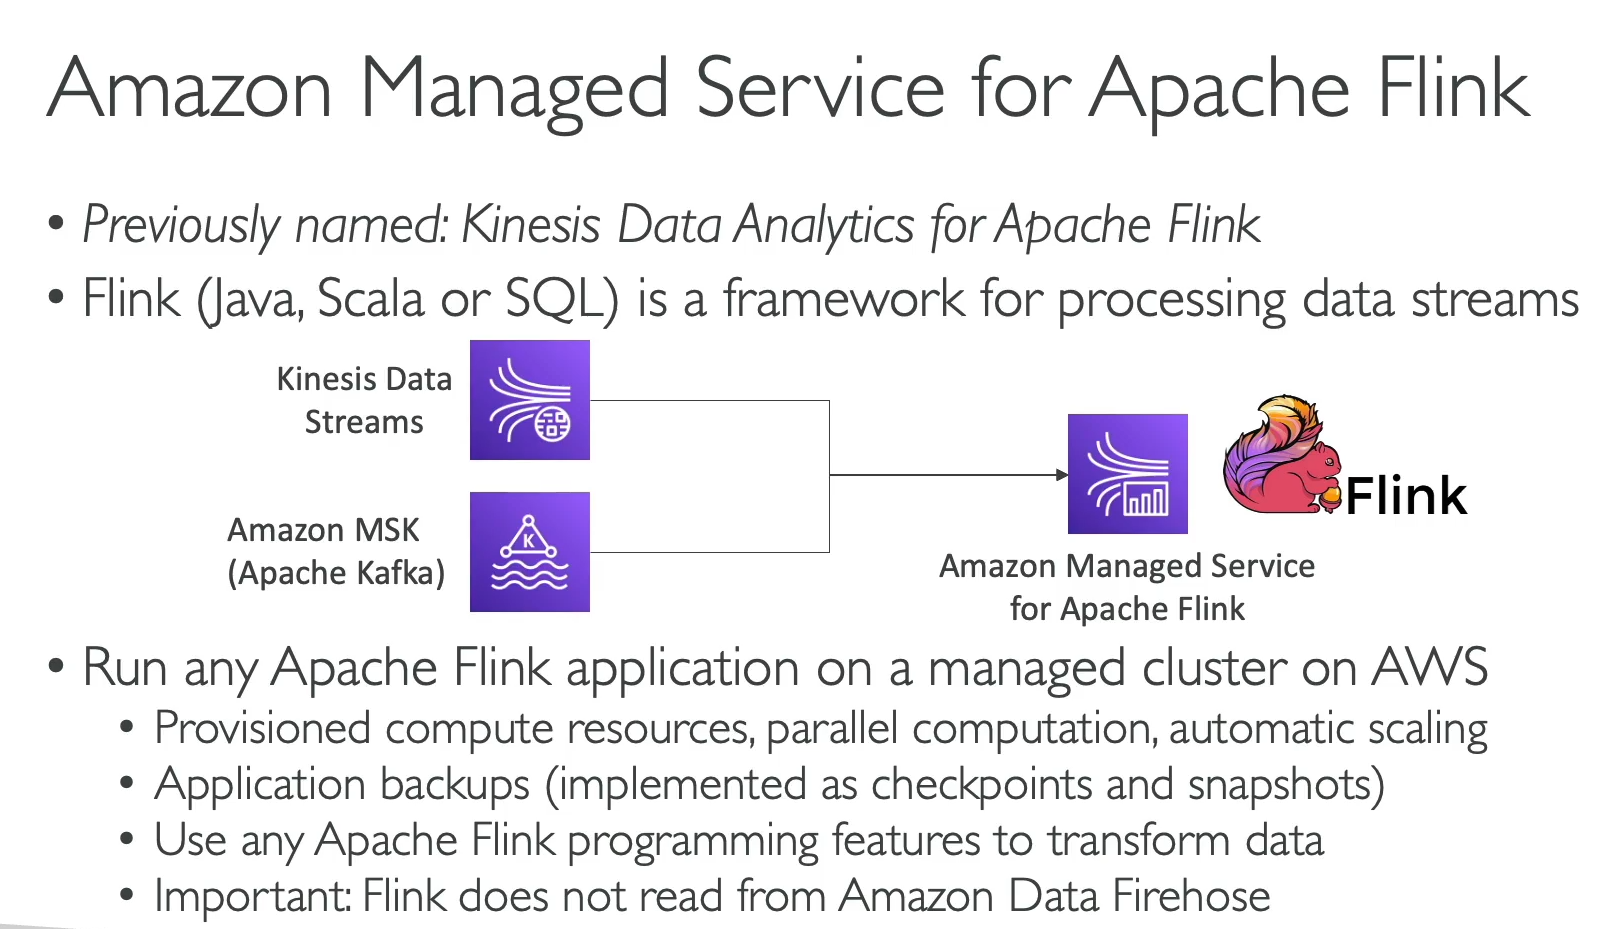 Amazon Managed Service for Apache Flink
• Previously named: Kinesis Data Analytics for Apache Flink
• Flink (Java, Scala or SQL) is a framework for processing data streams
Kinesis Data
Streams
Amazon MSK
(Apache Kafka)
K
Flink
Amazon Managed Service
for Apache Flink
• Run any Apache Flink application on a managed cluster on AWS
• Provisioned compute resources, parallel computation, automatic scaling
• Application backups (implemented as checkpoints and snapshots)
• Use any Apache Flink programming features to transform data
• Important: Flink does not read from Amazon Data Firehose